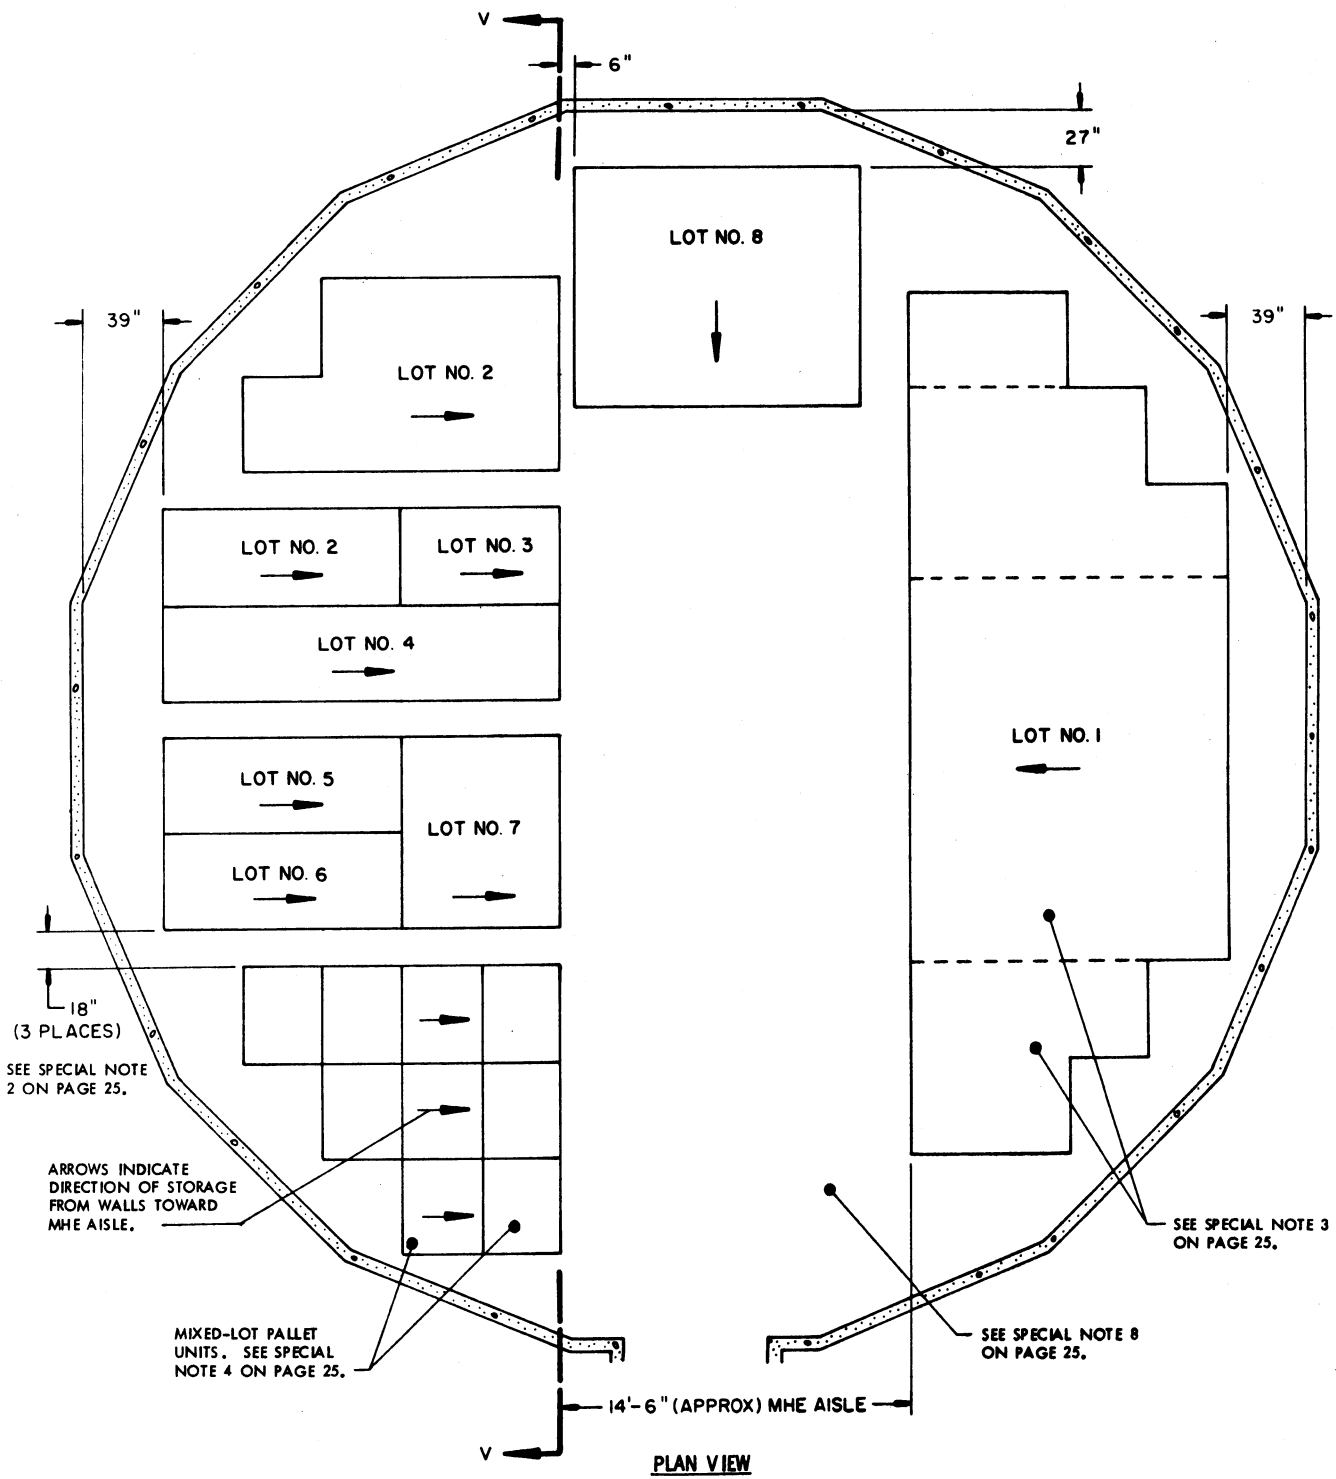 V
6"
27"
LOT NO. 8
39"
39"
LOT NO. 2
LOT NO. 2
LOT NO. 3
LOT NO. 4
LOT NO. 1
LOT NO. 5
LOT NO. 7
LOT NO. 6
18"
(3 PLACES)
SEE SPECIAL NOTE
2 ON PAGE 25.
ARROWS INDICATE
DIRECTION OF STORAGE
FROM WALLS TOWARD
MHE AISLE.
SEE SPECIAL NOTE 3
ON PAGE 25.
MIXED-LOT PALLET
UNITS. SEE SPECIAL
NOTE 4 ON PAGE 25.
SEE SPECIAL NOTE 8
ON PAGE 25.
14'-6" (APPROX) MHE AISLE
V
PLAN VIEW